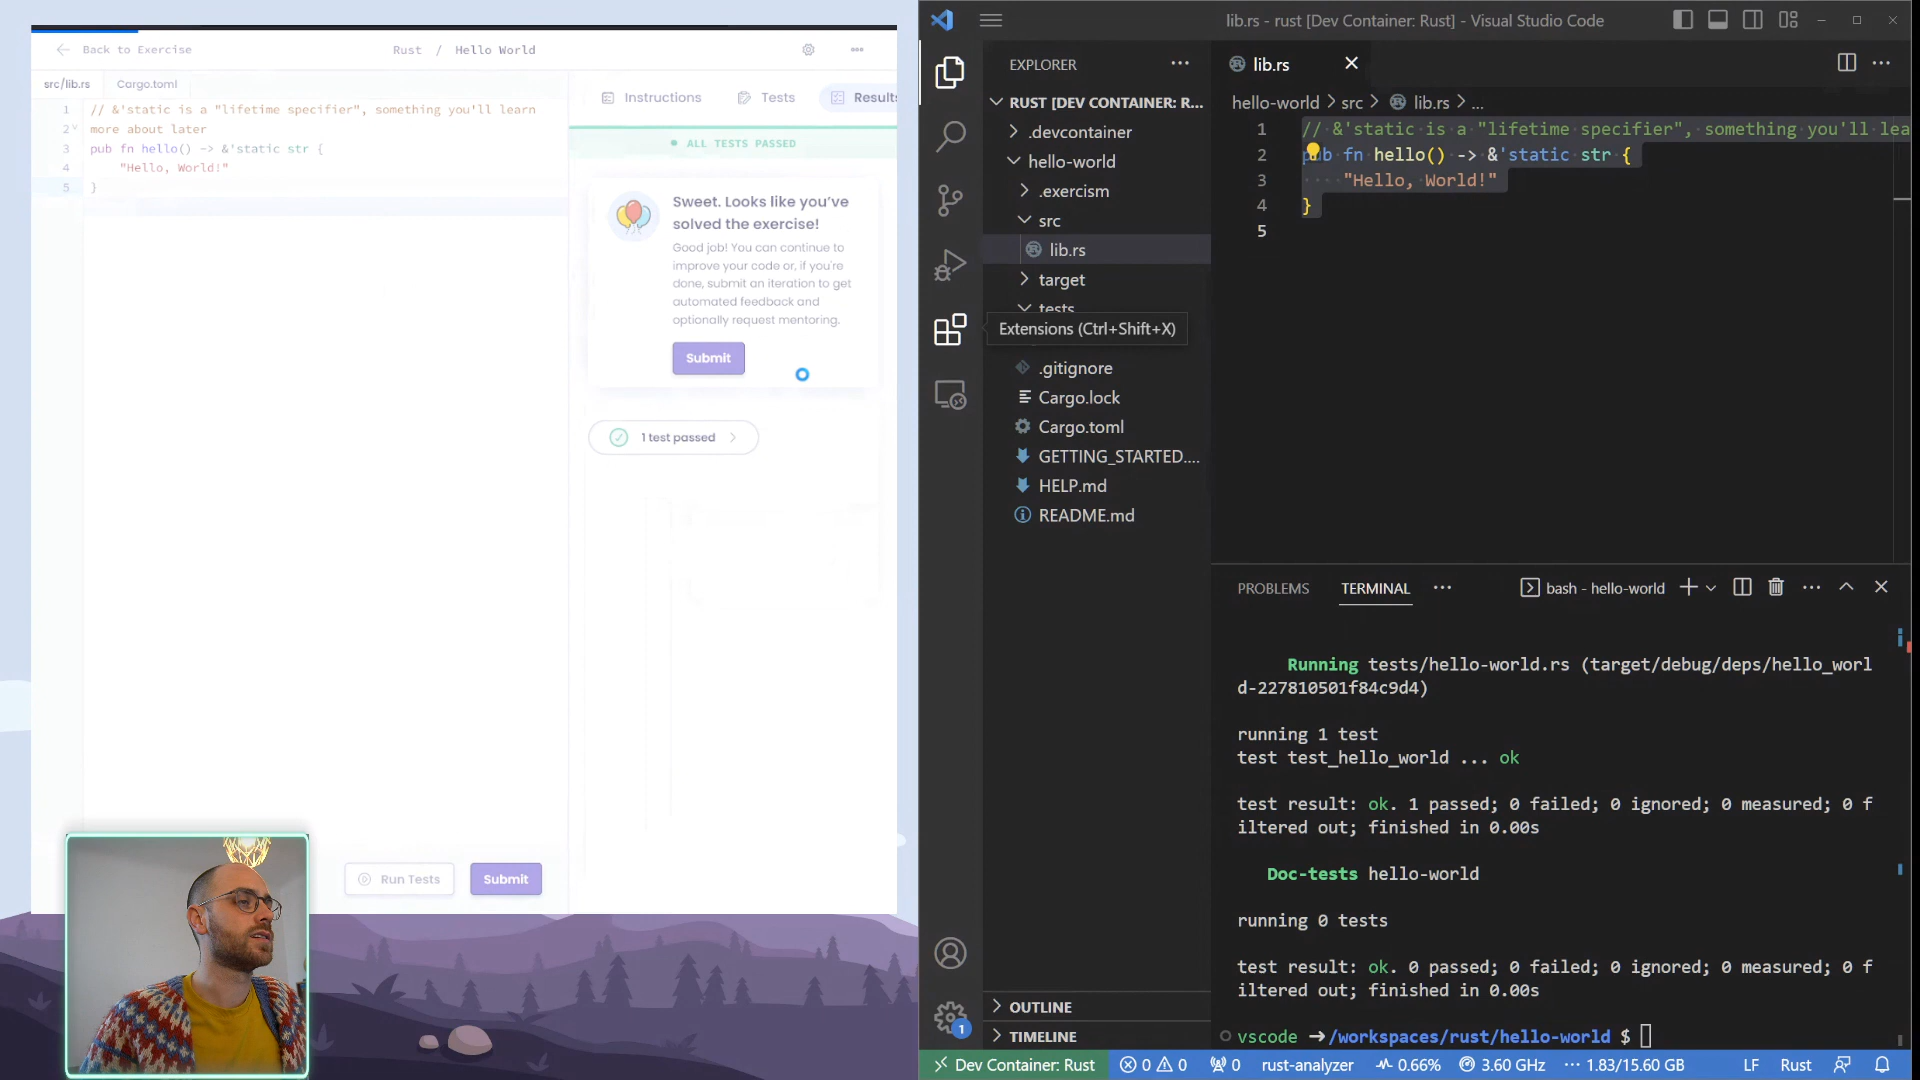 Back to Exercise
Rust / Hello World
src/lib.rs
Cargo.toml
1 // &'static is a "lifetime specifier", something you'll learn
2 more about later
3 pub fn hello() -> &'static str {
4 "Hello, World!"
5 }
Instructions
Tests
Results
ALL TESTS PASSED
Sweet. Looks like you've
solved the exercise!
Good job! You can continue to
improve your code or, if you're
done, submit an iteration to get
automated feedback and
optionally request mentoring.
Submit
1 test passed
Run Tests
Submit
lib.rs - rust [Dev Container: Rust] - Visual Studio Code
EXPLORER
RUST [DEV CONTAINER: R...
.devcontainer
hello-world
.exercism
src
lib.rs
target
tests
Extensions (Ctrl+Shift+X)
.gitignore
Cargo.lock
Cargo.toml
GETTING_STARTED....
HELP.md
README.md
OUTLINE
TIMELINE
1
lib.rs
hello-world > src > lib.rs > ...
1 // &'static is a "lifetime specifier", something you'll lea
2 pub fn hello() -> &'static str {
3 "Hello, World!"
4 }
5
PROBLEMS
TERMINAL
bash - hello-world
Running tests/hello-world.rs (target/debug/deps/hello_worl
d-227810501f84c9d4)
running 1 test
test test_hello_world ... ok
test result: ok. 1 passed; 0 failed; 0 ignored; 0 measured; 0 f
iltered out; finished in 0.00s
Doc-tests hello-world
running 0 tests
test result: ok. 0 passed; 0 failed; 0 ignored; 0 measured; 0 f
iltered out; finished in 0.00s
vscode ➜/workspaces/rust/hello-world $
Dev Container: Rust
0
0
0
rust-analyzer
0.66%
3.60 GHz
1.83/15.60 GB
LF
Rust